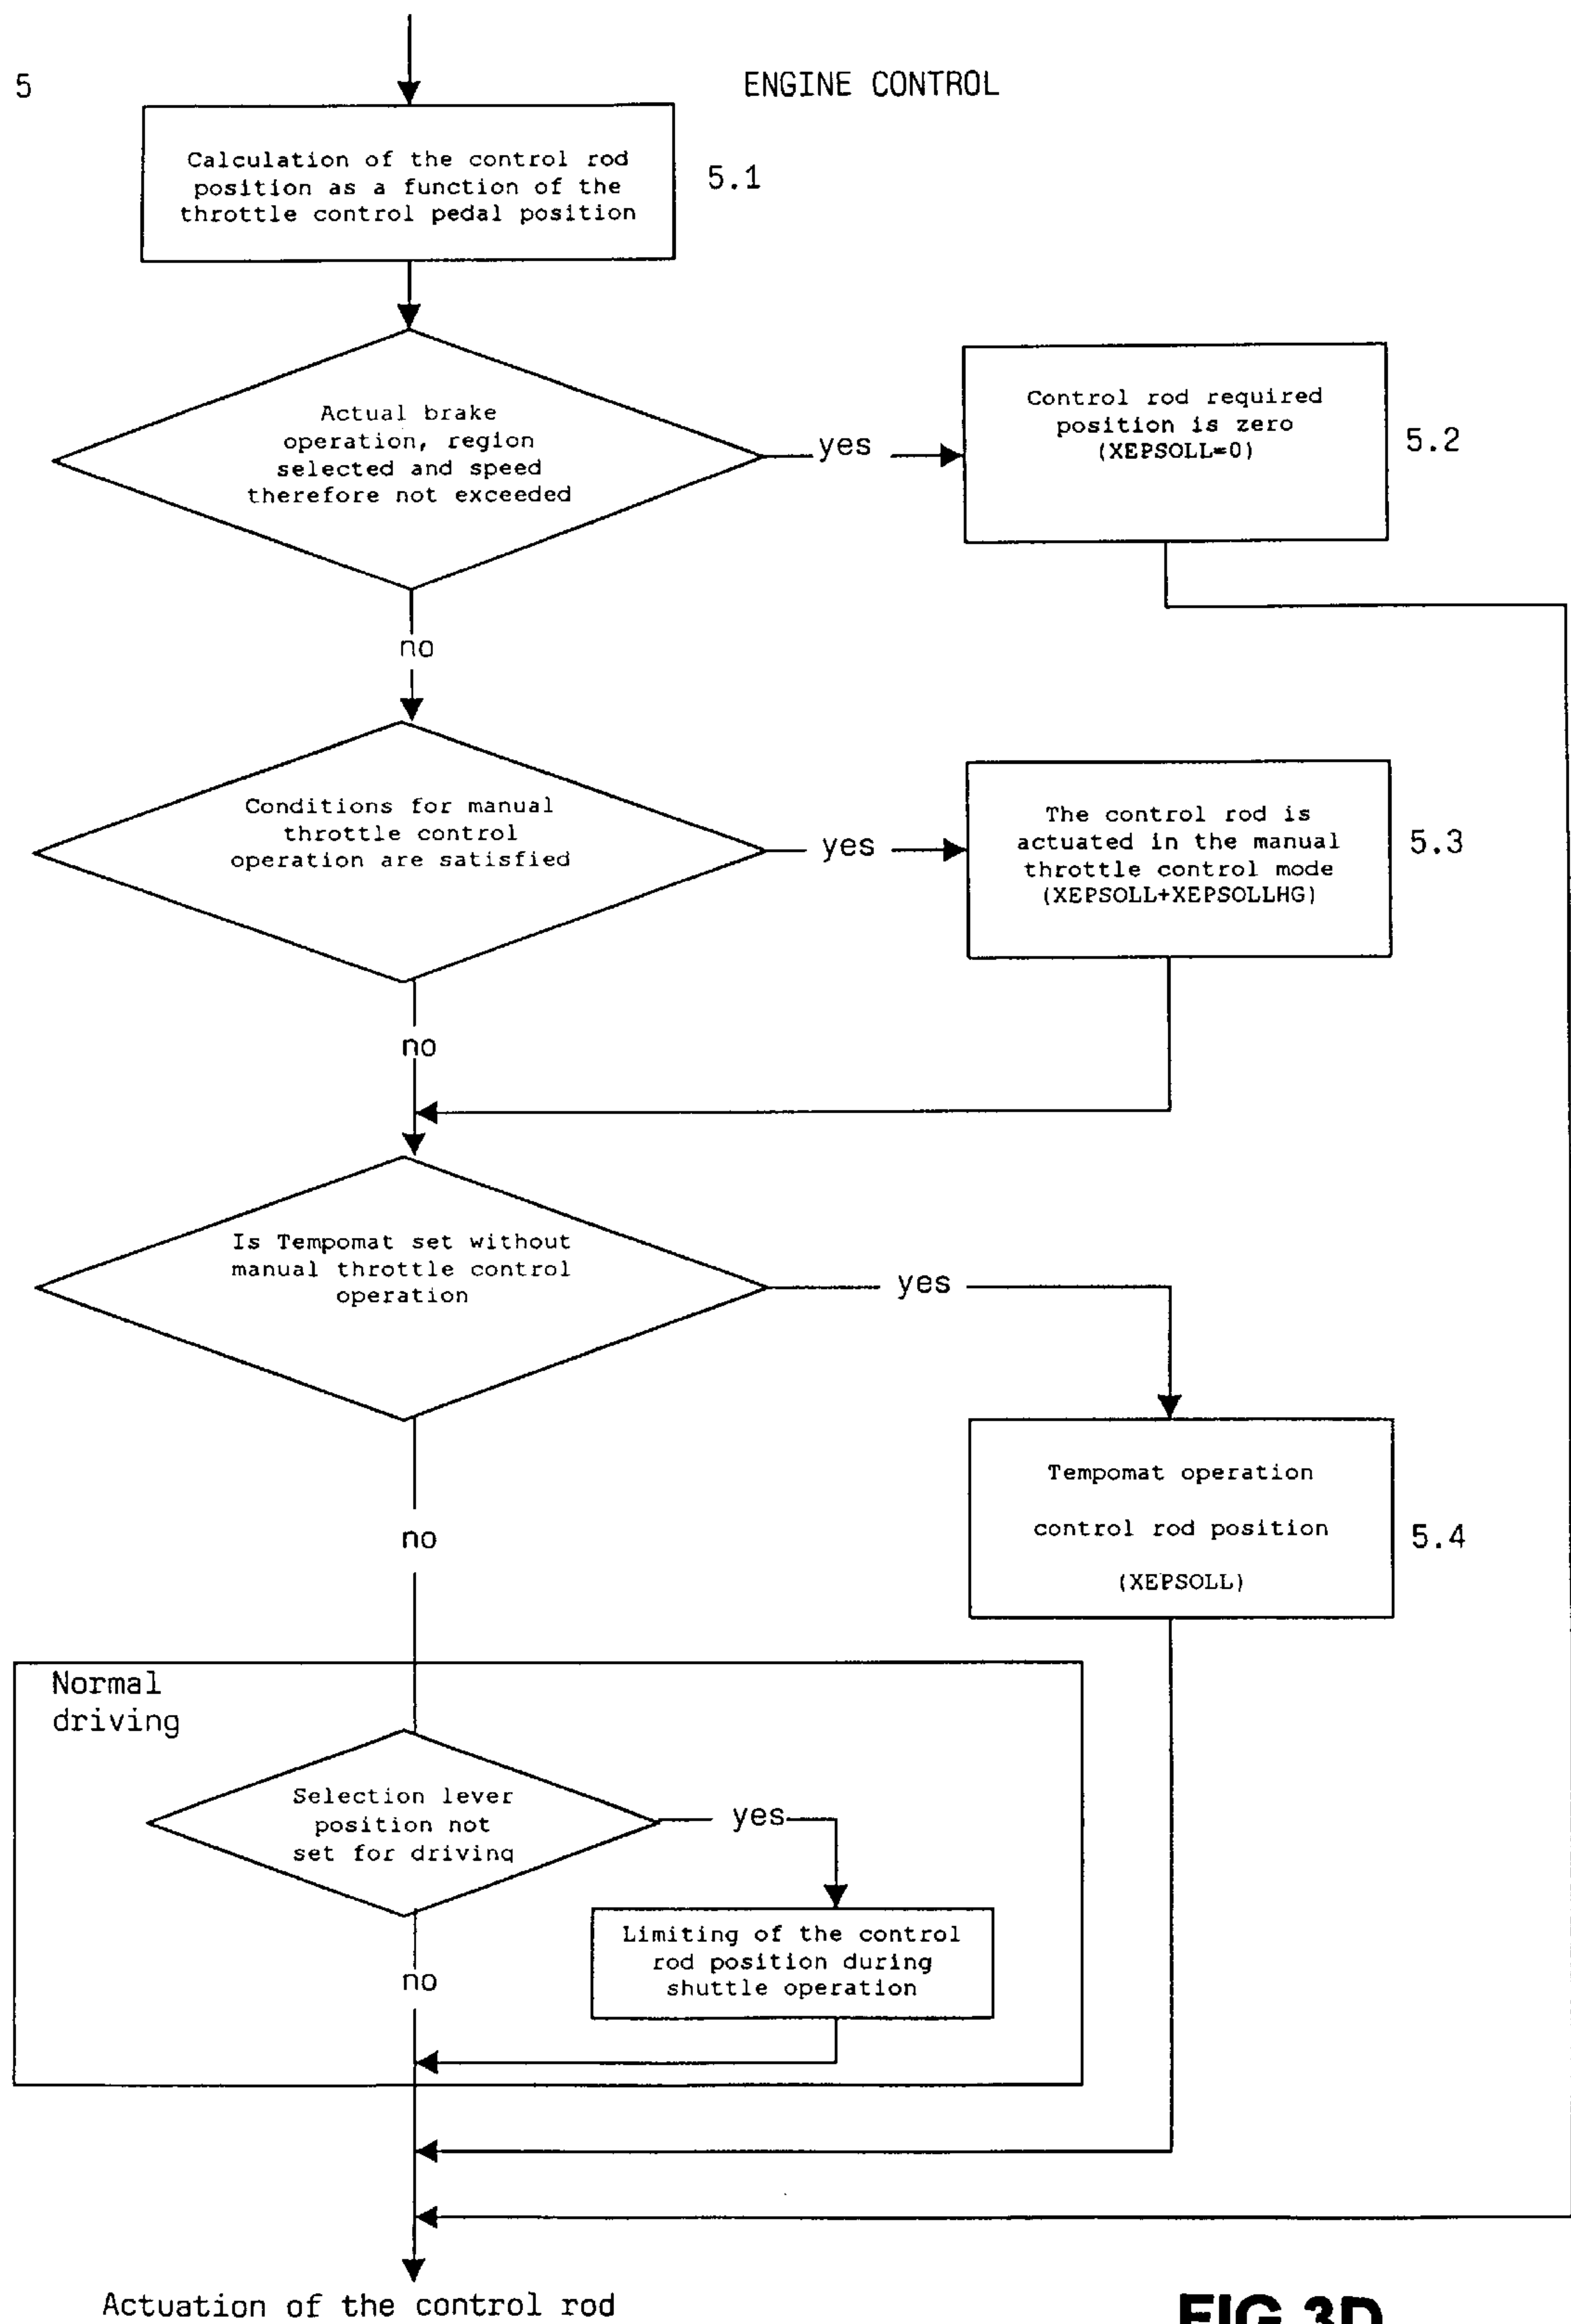 5
ENGINE CONTROL
Calculation of the control rod
position as a function of the
throttle control pedal position
5.1
Actual brake
operation, region
selected and speed
therefore not exceeded
yes
Control rod required
position is zero
(XEPSOLL=0)
5.2
no
Conditions for manual
throttle control
operation are satisfied
yes
The control rod is
actuated in the manual
throttle control mode
(XEPSOLL+XEPSOLLHG)
5.3
no
Is Tempomat set without
manual throttle control
operation
yes
Tempomat operation
control rod position
(XEPSOLL)
5.4
no
Normal
driving
Selection lever
position not
set for driving
yes
Limiting of the control
rod position during
shuttle operation
no
Actuation of the control rod
FIG.3D